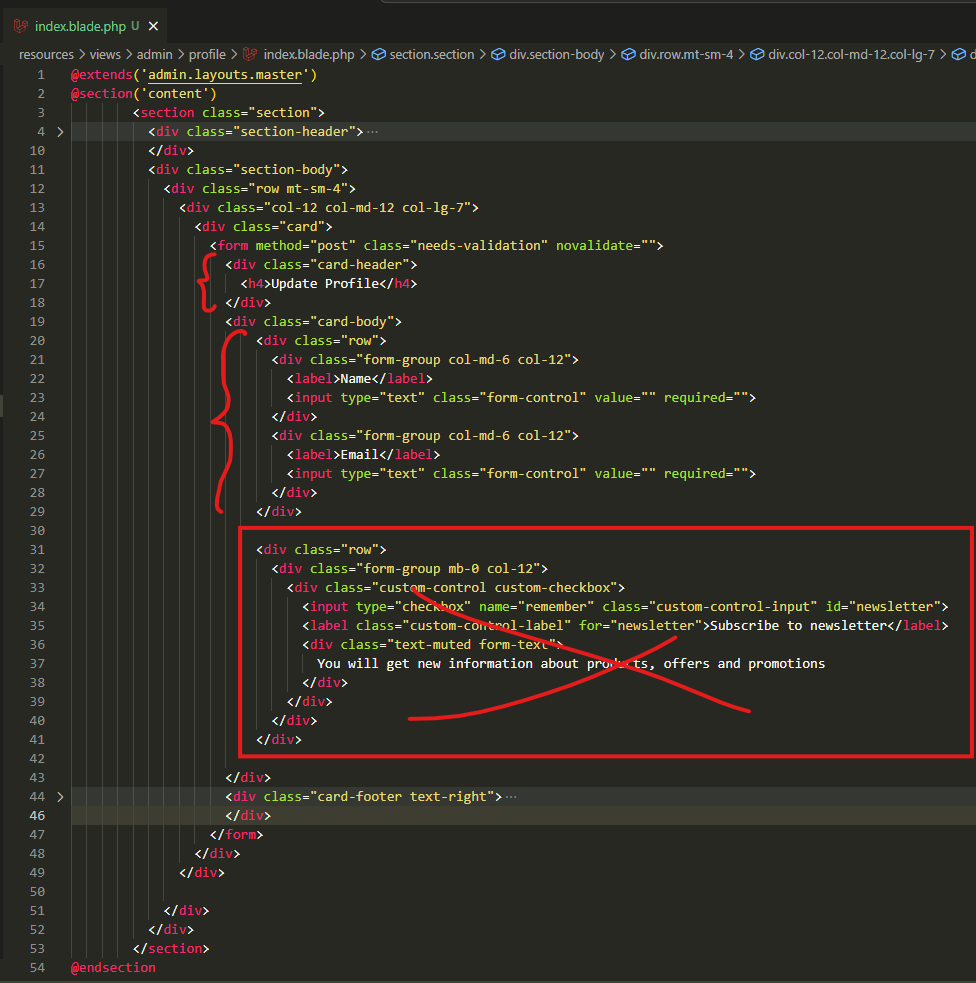 index.blade.php U ×
resources > views > admin > profile > index.blade.php > section.section > div.section-body > div.row.mt-sm-4 > div.col-12.col-md-12.col-lg-7 > d
1 @extends('admin.layouts.master')
2 @section('content')
3 <section class="section">
4 > <div class="section-header"> ···
10 </div>
11 <div class="section-body">
12 <div class="row mt-sm-4">
13 <div class="col-12 col-md-12 col-lg-7">
14 <div class="card">
15 <form method="post" class="needs-validation" novalidate="">
16 <div class="card-header">
17 <h4>Update Profile</h4>
18 </div>
19 <div class="card-body">
20 <div class="row">
21 <div class="form-group col-md-6 col-12">
22 <label>Name</label>
23 <input type="text" class="form-control" value="" required="">
24 </div>
25 <div class="form-group col-md-6 col-12">
26 <label>Email</label>
27 <input type="text" class="form-control" value="" required="">
28 </div>
29 </div>
30
31 <div class="row">
32 <div class="form-group mb-0 col-12">
33 <div class="custom-control custom-checkbox">
34 <input type="checkbox" name="remember" class="custom-control-input" id="newsletter">
35 <label class="custom-control-label" for="newsletter">Subscribe to newsletter</label>
36 <div class="text-muted form-text">
37 You will get new information about products, offers and promotions
38 </div>
39 </div>
40 </div>
41 </div>
42
43 </div>
44 > <div class="card-footer text-right"> ···
46 </div>
47 </form>
48 </div>
49 </div>
50
51 </div>
52 </div>
53 </section>
54 @endsection